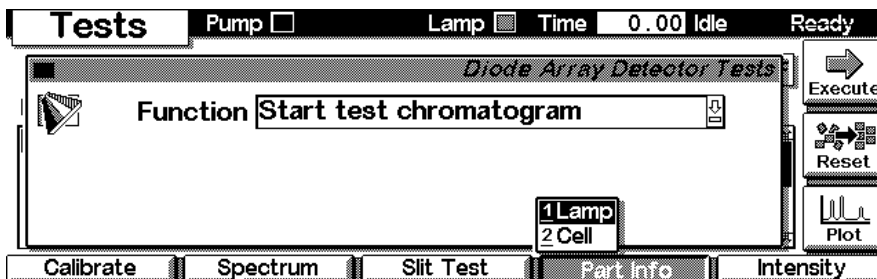 Tests Pump Lamp Time 0.00 Idle Ready
Diode Array Detector Tests
Execute
Function Start test chromatogram
Reset
1 Lamp
2 Cell
Plot
Calibrate Spectrum Slit Test Part Info Intensity